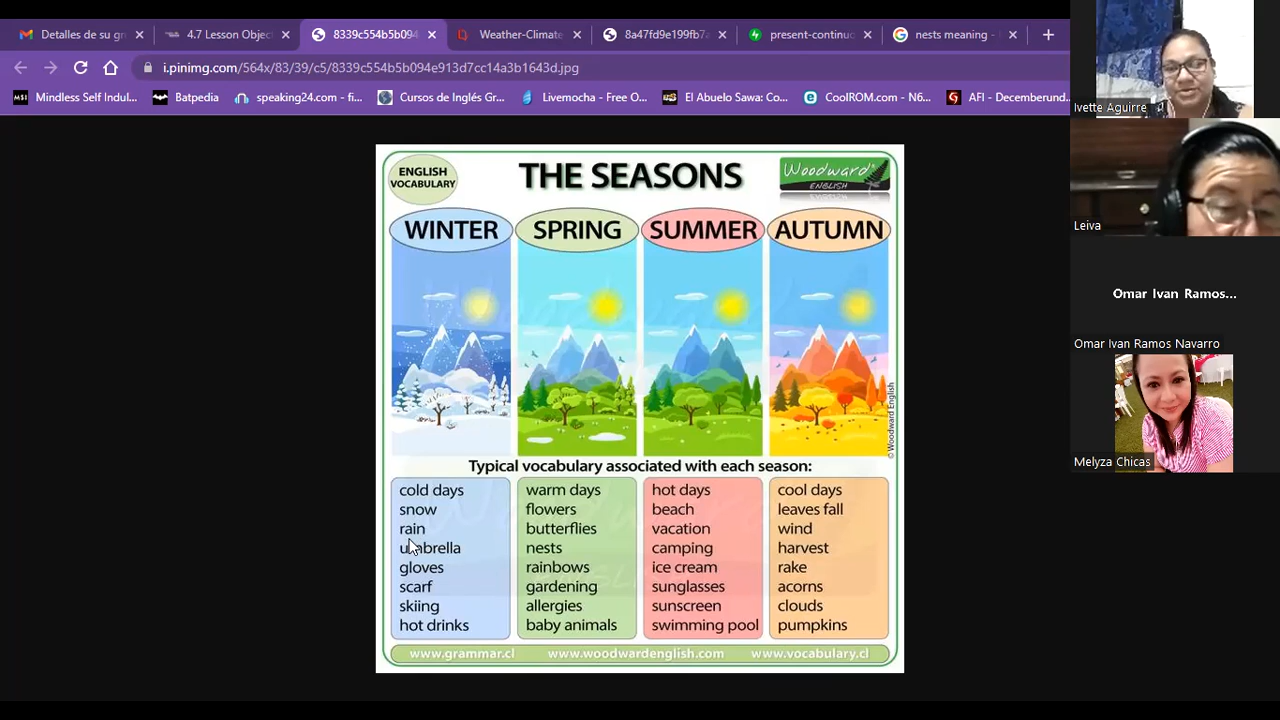 Detalles de su gr
4.7 Lesson Objec
8339c554b5b094
Weather-Climate
8a47fd9e199fb7
present-continuo
nests meaning -
i.pinimg.com/564x/83/39/c5/8339c554b5b094e913d7cc14a3b1643d.jpg
Mindless Self Indul...
Batpedia
speaking24.com - fi...
Cursos de Inglés Gr...
Livemocha - Free O...
El Abuelo Sawa: Co...
CoolROM.com - N6...
AFI - Decemberund
ENGLISH
VOCABULARY
THE SEASONS
Woodward®
ENGLISH
WINTER
SPRING
SUMMER
AUTUMN
© Woodward English
Typical vocabulary associated with each season:
cold days
snow
rain
umbrella
gloves
scarf
skiing
hot drinks
warm days
flowers
butterflies
nests
rainbows
gardening
allergies
baby animals
hot days
beach
vacation
camping
ice cream
sunglasses
sunscreen
swimming pool
cool days
leaves fall
wind
harvest
rake
acorns
clouds
pumpkins
www.grammar.cl
www.woodwardenglish.com
www.vocabulary.cl
Ivette Aguirre
Leiva
Omar Ivan Ramos...
Omar Ivan Ramos Navarro
Melyza Chicas